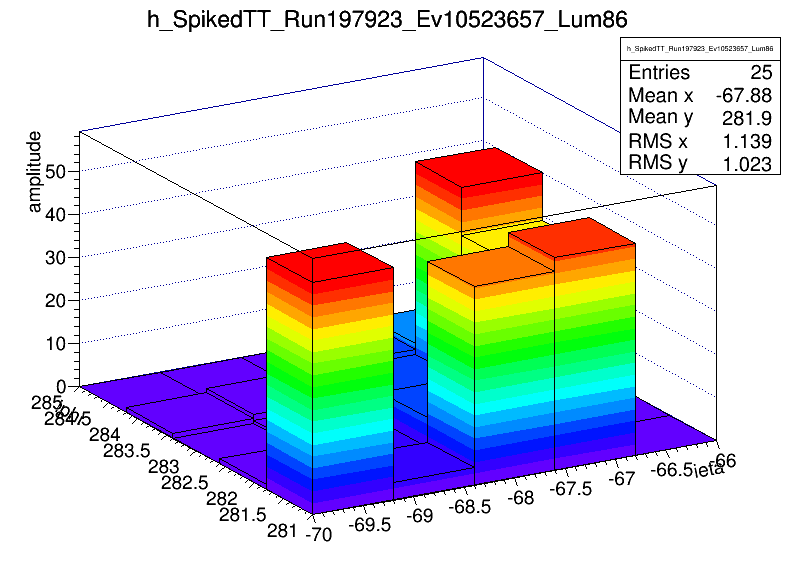 h_SpikedTT_Run197923_Ev10523657_Lum86
h_SpikedTT_Run197923_Ev10523657_Lum86
Entries 25
Mean x -67.88
Mean y 281.9
RMS x 1.139
RMS y 1.023
amplitude
50
40
30
20
10
0
285
284.5
284
283.5
283
282.5
282
281.5
281
-70
-69.5
-69
-68.5
-68
-67.5
-67
-66.5
-66
ieta